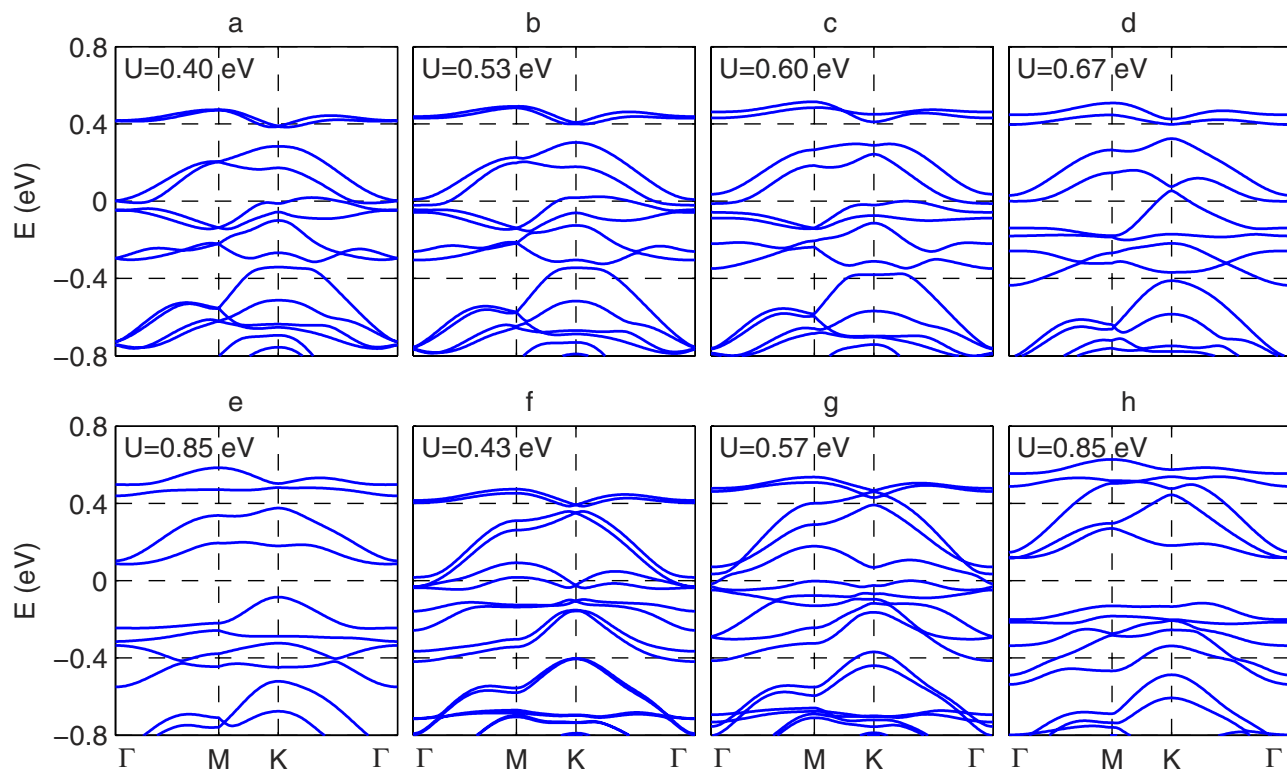 a b c d
U=0.40 eV U=0.53 eV U=0.60 eV U=0.67 eV
0.8
0.4
0
−0.4
−0.8
E (eV)
e f g h
U=0.85 eV U=0.43 eV U=0.57 eV U=0.85 eV
0.8
0.4
0
−0.4
−0.8
E (eV)
Γ M K Γ Γ M K Γ Γ M K Γ Γ M K Γ